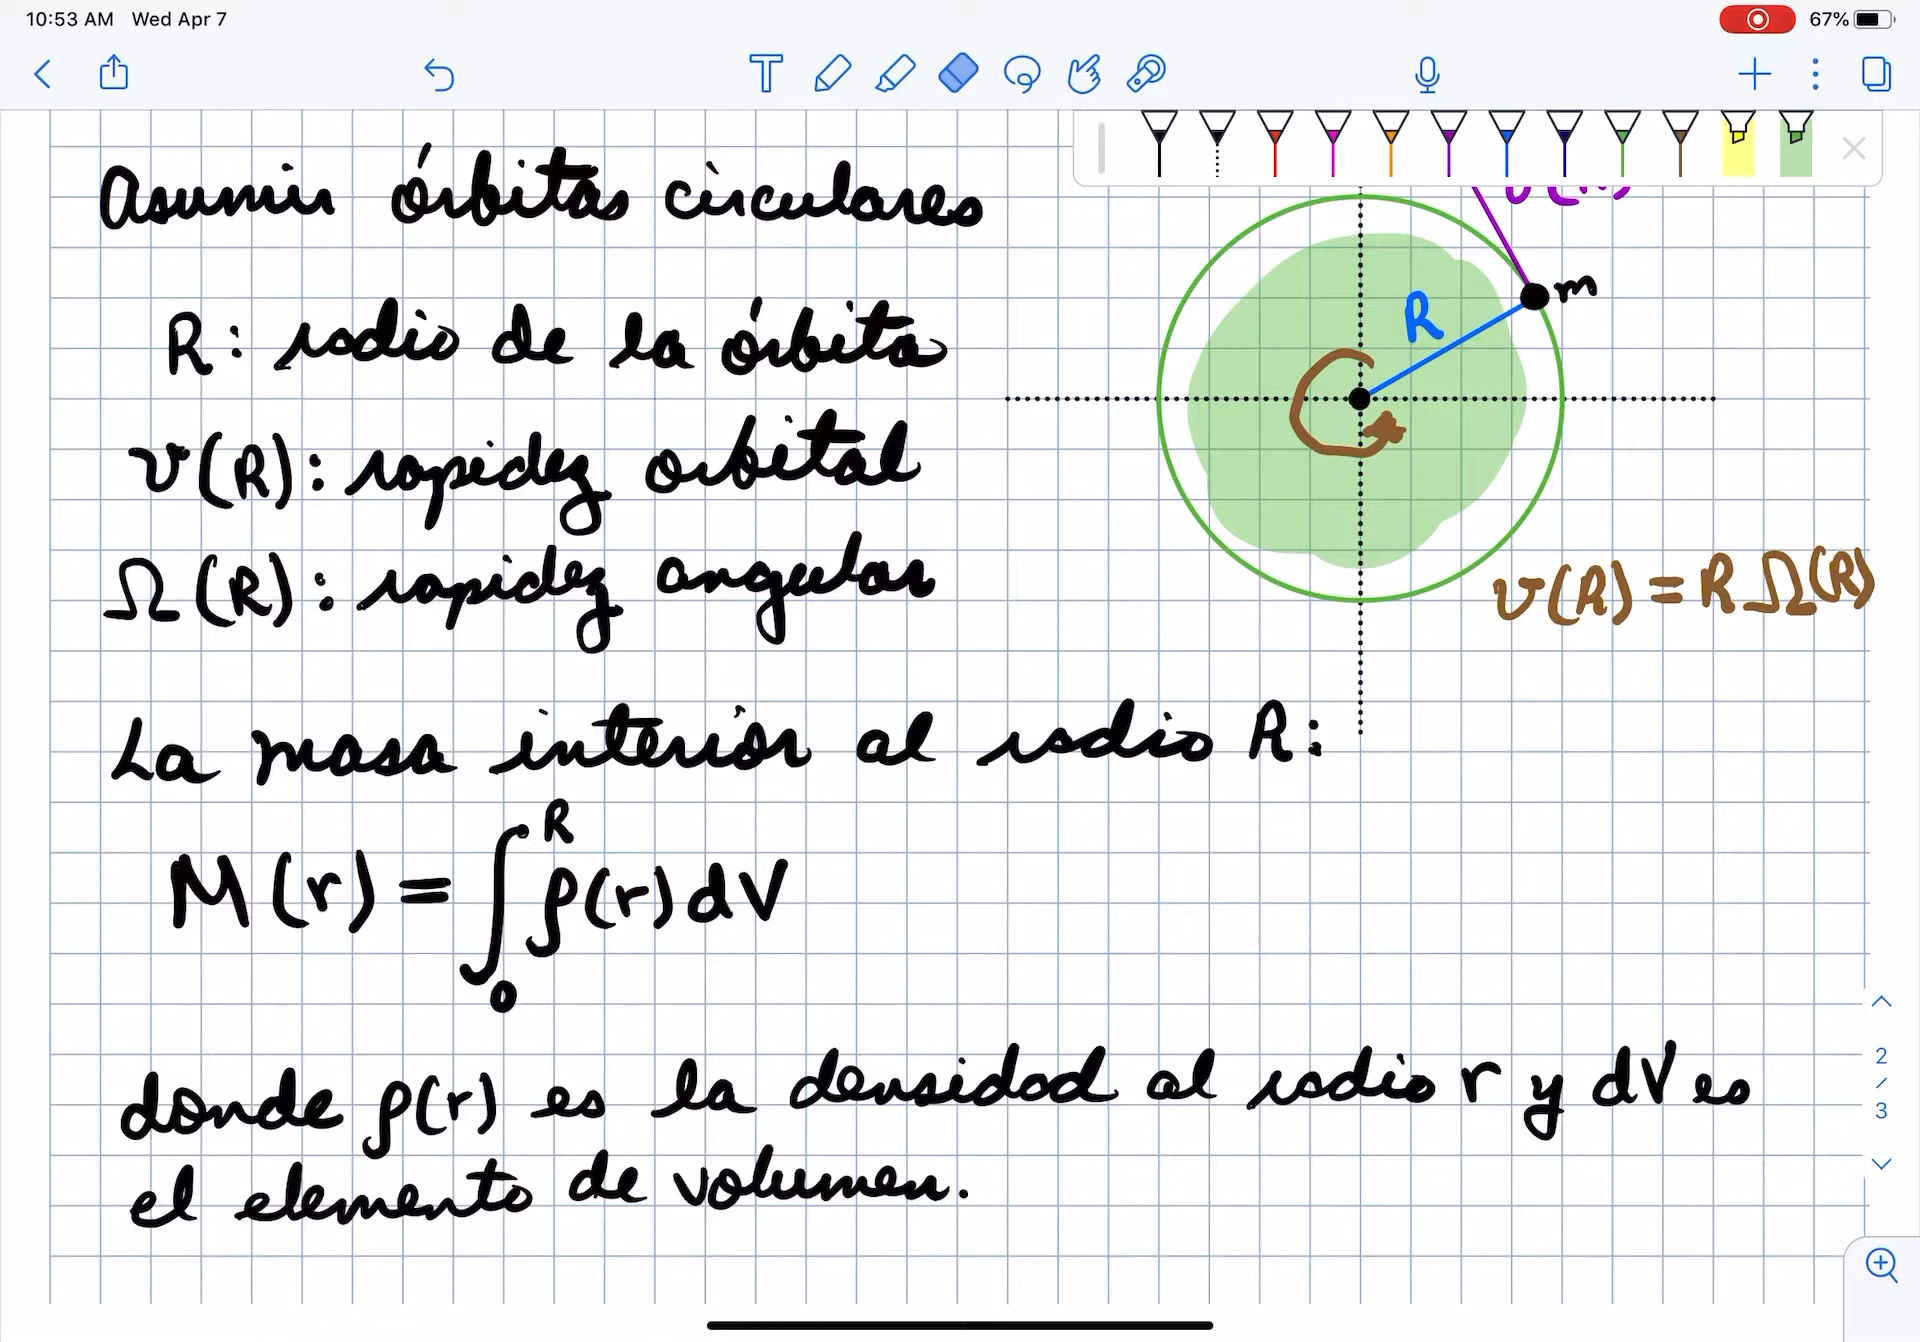 10:53 AM Wed Apr 7
67%
Asumir órbitas circulares
R: radio de la órbita
v(R): rapidez orbital
Ω(R): rapidez angular
m
R
v(R) = R Ω(R)
La masa interior al radio R:
M(r) = ∫₀ᴿ ρ(r) dV
donde ρ(r) es la densidad al radio r y dV es
el elemento de volumen.
2
/
3